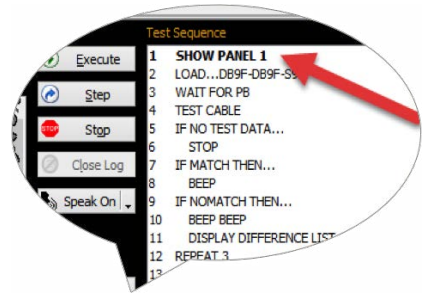 Test Sequence
Execute
Step
Stop
Close Log
Speak On
1 SHOW PANEL 1
2 LOAD...DB9F-DB9F-S
3 WAIT FOR PB
4 TEST CABLE
5 IF NO TEST DATA...
6 STOP
7 IF MATCH THEN...
8 BEEP
9 IF NOMATCH THEN...
10 BEEP BEEP
11 DISPLAY DIFFERENCE LIST
12 REPEAT 3
13